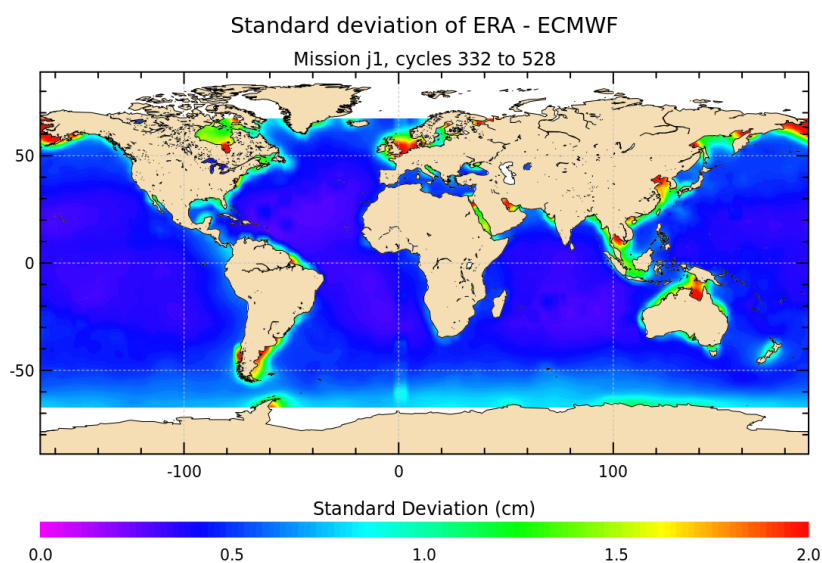 Standard deviation of ERA - ECMWF
Mission j1, cycles 332 to 528
50
0
-50
-100 0 100
Standard Deviation (cm)
0.0 0.5 1.0 1.5 2.0